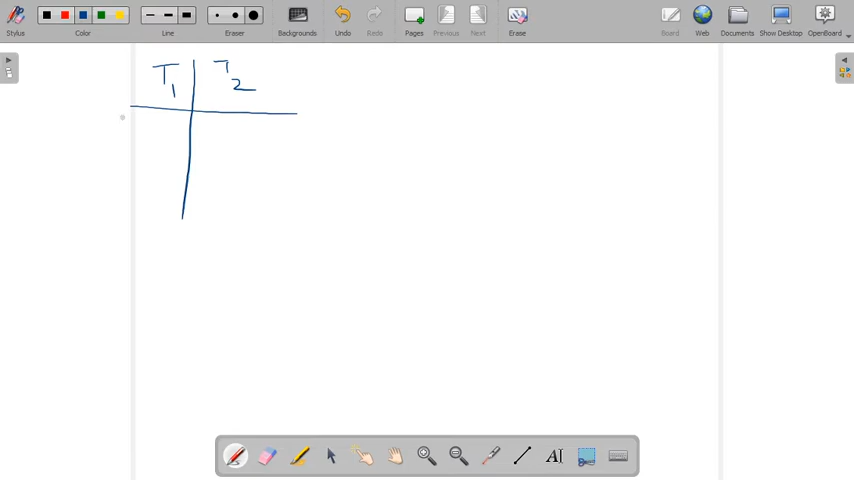 Stylus Color Line Eraser Backgrounds Undo Redo Pages Previous Next Erase Board Web Documents Show Desktop OpenBoard
T1 T2